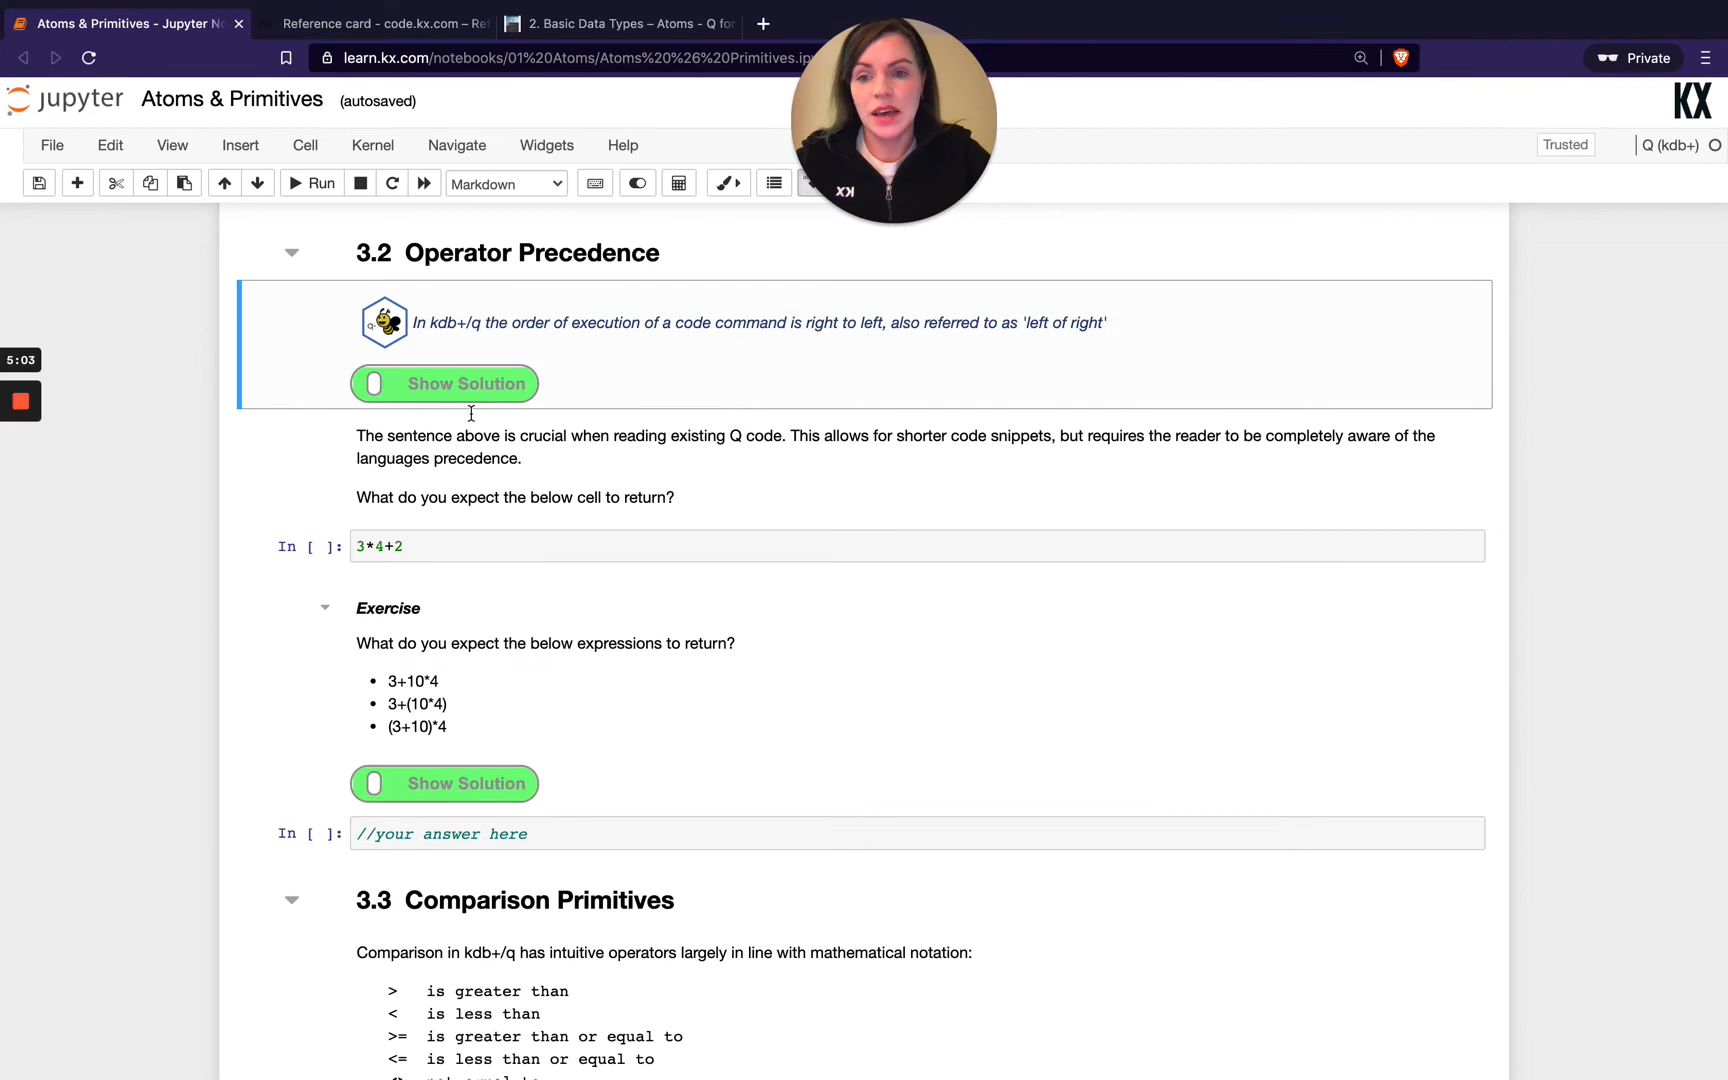 Atoms & Primitives - Jupyter No
Reference card - code.kx.com – Ref
2. Basic Data Types – Atoms - Q for
learn.kx.com/notebooks/01%20Atoms/Atoms%20%26%20Primitives.ip
Private
jupyter Atoms & Primitives (autosaved)
KX
File Edit View Insert Cell Kernel Navigate Widgets Help
Trusted
Q (kdb+)
Run
Markdown
KX
3.2 Operator Precedence
Q-
In kdb+/q the order of execution of a code command is right to left, also referred to as 'left of right'
5:03
Show Solution
The sentence above is crucial when reading existing Q code. This allows for shorter code snippets, but requires the reader to be completely aware of the
languages precedence.
What do you expect the below cell to return?
In [ ]: 3*4+2
Exercise
What do you expect the below expressions to return?
• 3+10*4
• 3+(10*4)
• (3+10)*4
Show Solution
In [ ]: //your answer here
3.3 Comparison Primitives
Comparison in kdb+/q has intuitive operators largely in line with mathematical notation:
> is greater than
< is less than
>= is greater than or equal to
<= is less than or equal to